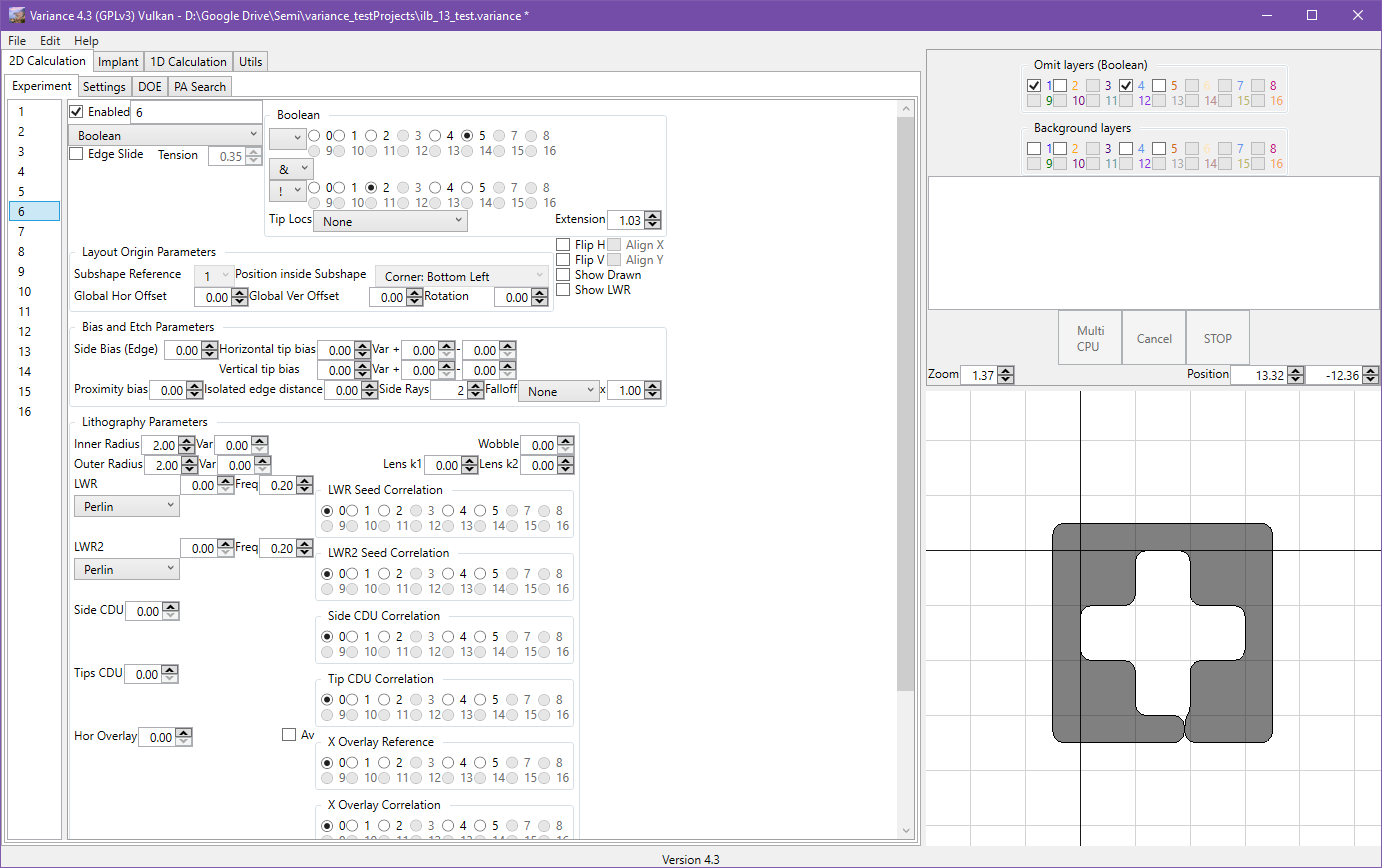 Variance 4.3 (GPLv3) Vulkan - D:\Google Drive\Semi\variance_testProjects\ilb_13_test.variance *
File Edit Help
2D Calculation Implant 1D Calculation Utils
Experiment Settings DOE PA Search
1
2
3
4
5
6
7
8
9
10
11
12
13
14
15
16
Enabled 6
Boolean
Edge Slide Tension 0.35
Boolean
0 1 2 3 4 5 7 8
9 10 11 12 13 14 15 16
&
! 0 1 2 3 4 5 7 8
9 10 11 12 13 14 15 16
Tip Locs None Extension 1.03
Layout Origin Parameters
Subshape Reference 1 Position inside Subshape Corner: Bottom Left
Global Hor Offset 0.00 Global Ver Offset 0.00 Rotation 0.00
Flip H Align X
Flip V Align Y
Show Drawn
Show LWR
Bias and Etch Parameters
Side Bias (Edge) 0.00 Horizontal tip bias 0.00 Var + 0.00 - 0.00
Vertical tip bias 0.00 Var + 0.00 - 0.00
Proximity bias 0.00 Isolated edge distance 0.00 Side Rays 2 Falloff None x 1.00
Lithography Parameters
Inner Radius 2.00 Var 0.00 Wobble 0.00
Outer Radius 2.00 Var 0.00 Lens k1 0.00 Lens k2 0.00
LWR 0.00 Freq 0.20
Perlin
LWR Seed Correlation
0 1 2 3 4 5 7 8
9 10 11 12 13 14 15 16
LWR2 0.00 Freq 0.20
Perlin
LWR2 Seed Correlation
0 1 2 3 4 5 7 8
9 10 11 12 13 14 15 16
Side CDU 0.00
Side CDU Correlation
0 1 2 3 4 5 7 8
9 10 11 12 13 14 15 16
Tips CDU 0.00
Tip CDU Correlation
0 1 2 3 4 5 7 8
9 10 11 12 13 14 15 16
Hor Overlay 0.00 Av
X Overlay Reference
0 1 2 3 4 5 7 8
9 10 11 12 13 14 15 16
X Overlay Correlation
0 1 2 3 4 5 7 8
Omit layers (Boolean)
1 2 3 4 5 6 7 8
9 10 11 12 13 14 15 16
Background layers
1 2 3 4 5 6 7 8
9 10 11 12 13 14 15 16
Multi CPU Cancel STOP
Zoom 1.37 Position 13.32 -12.36
Version 4.3